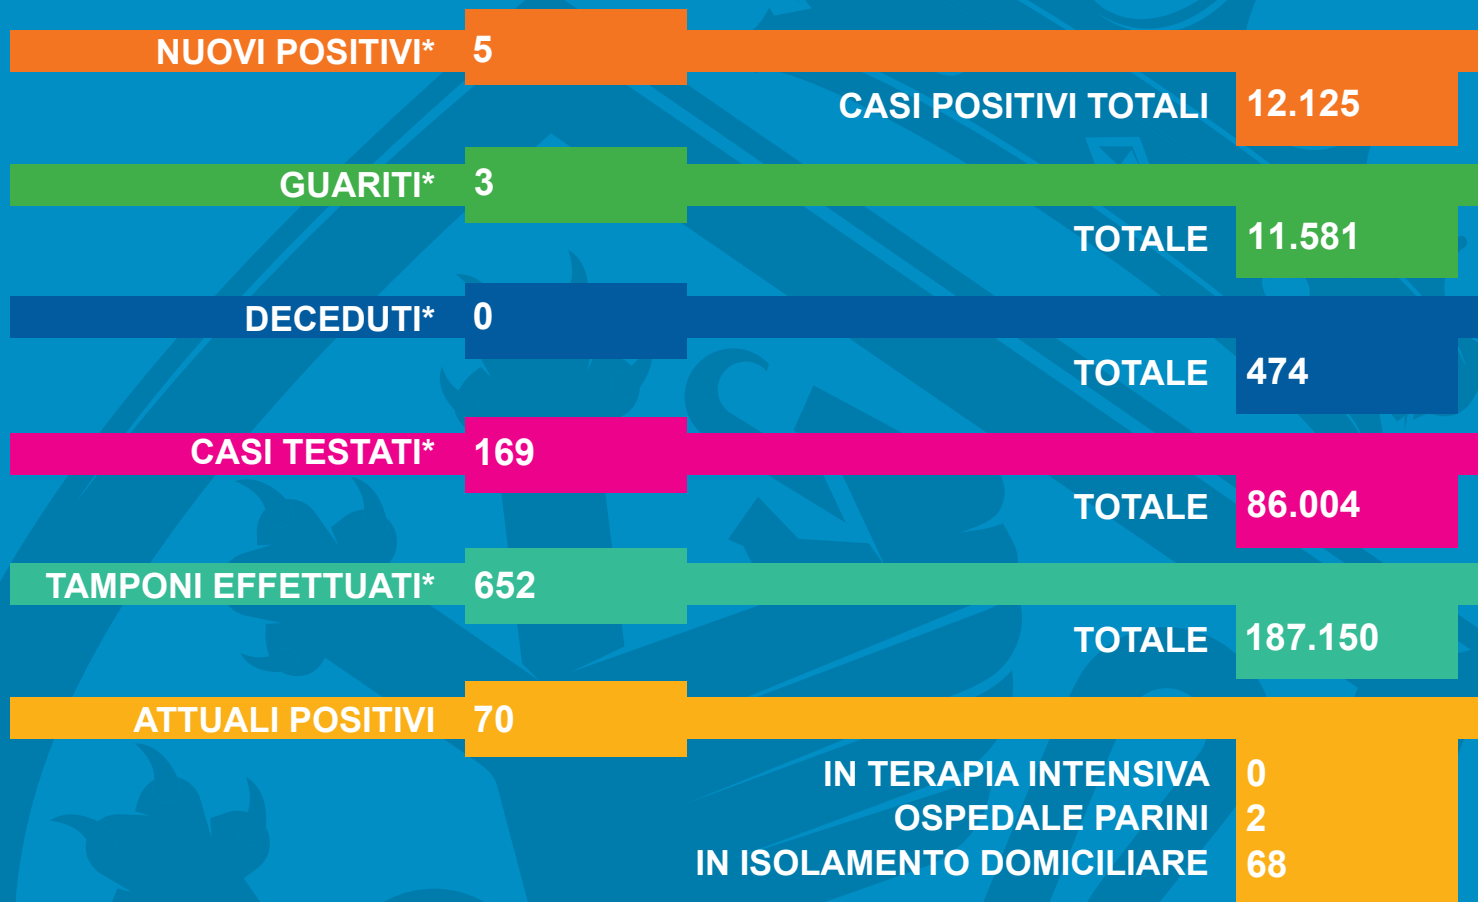 NUOVI POSITIVI* 5
CASI POSITIVI TOTALI 12.125
GUARITI* 3
TOTALE 11.581
DECEDUTI* 0
TOTALE 474
CASI TESTATI* 169
TOTALE 86.004
TAMPONI EFFETTUATI* 652
TOTALE 187.150
ATTUALI POSITIVI 70
IN TERAPIA INTENSIVA 0
OSPEDALE PARINI 2
IN ISOLAMENTO DOMICILIARE 68